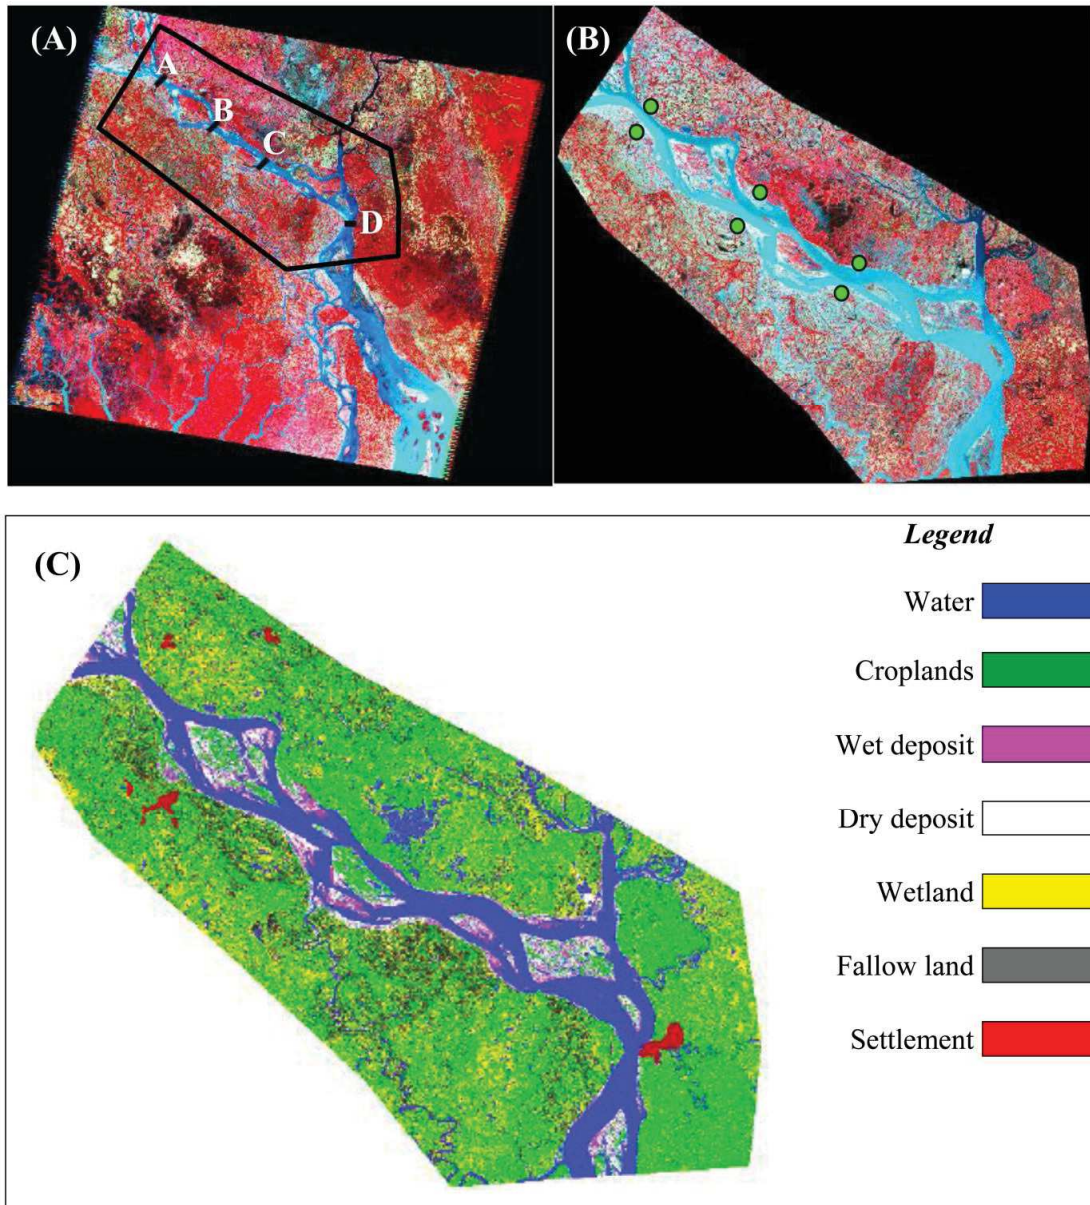 (A)
A
B
C
D
(B)
(C)
Legend
Water
Croplands
Wet deposit
Dry deposit
Wetland
Fallow land
Settlement